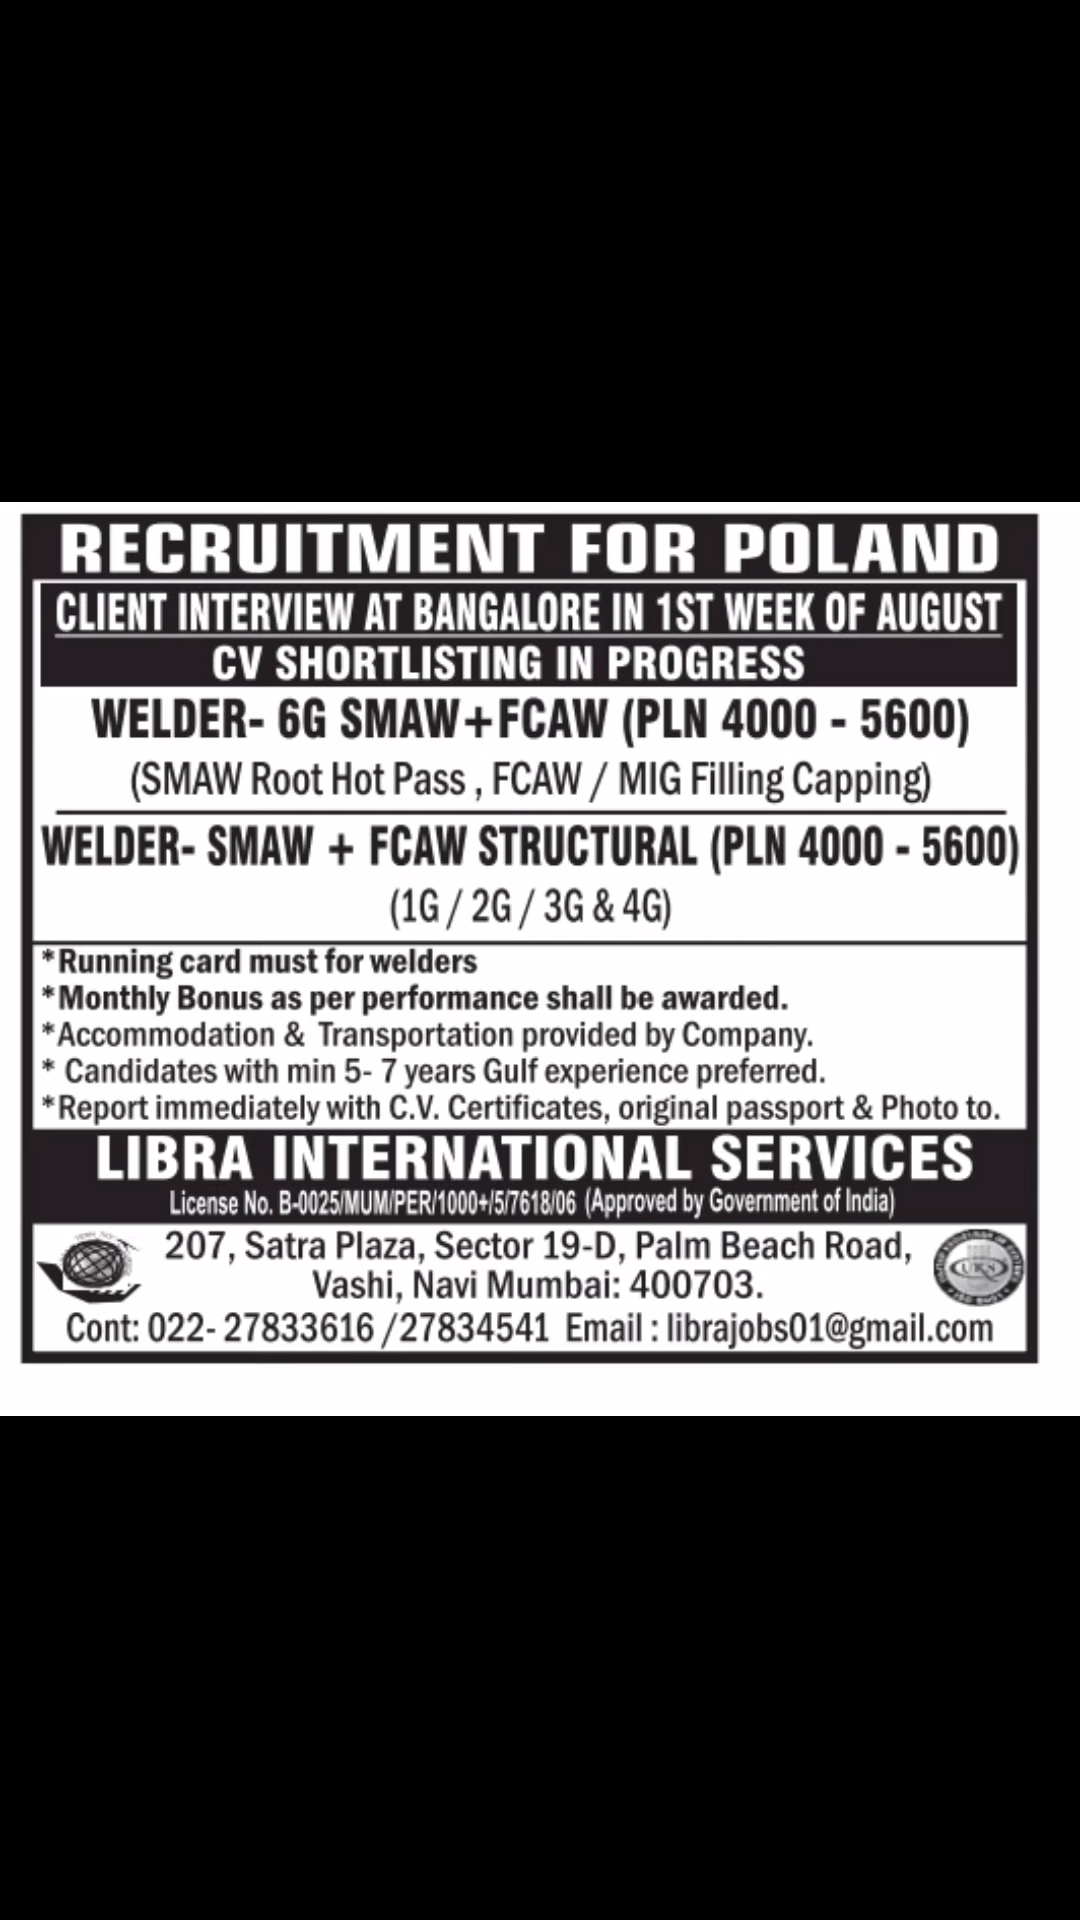 RECRUITMENT FOR POLAND
CLIENT INTERVIEW AT BANGALORE IN 1ST WEEK OF AUGUST
CV SHORTLISTING IN PROGRESS
WELDER- 6G SMAW+FCAW (PLN 4000 - 5600)
(SMAW Root Hot Pass , FCAW / MIG Filling Capping)
WELDER- SMAW + FCAW STRUCTURAL (PLN 4000 - 5600)
(1G / 2G / 3G & 4G)
*Running card must for welders
*Monthly Bonus as per performance shall be awarded.
*Accommodation & Transportation provided by Company.
* Candidates with min 5- 7 years Gulf experience preferred.
*Report immediately with C.V. Certificates, original passport & Photo to.
LIBRA INTERNATIONAL SERVICES
License No. B-0025/MUM/PER/1000+/5/7618/06 (Approved by Government of India)
207, Satra Plaza, Sector 19-D, Palm Beach Road,
Vashi, Navi Mumbai: 400703.
Cont: 022- 27833616 /27834541 Email : librajobs01@gmail.com